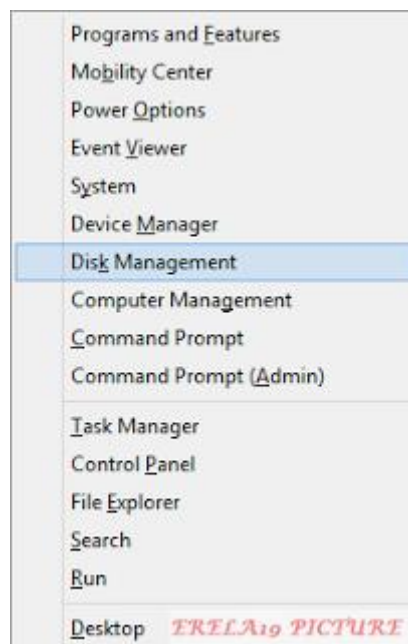 Programs and Features
Mobility Center
Power Options
Event Viewer
System
Device Manager
Disk Management
Computer Management
Command Prompt
Command Prompt (Admin)
Task Manager
Control Panel
File Explorer
Search
Run
Desktop ERELA19 PICTURE